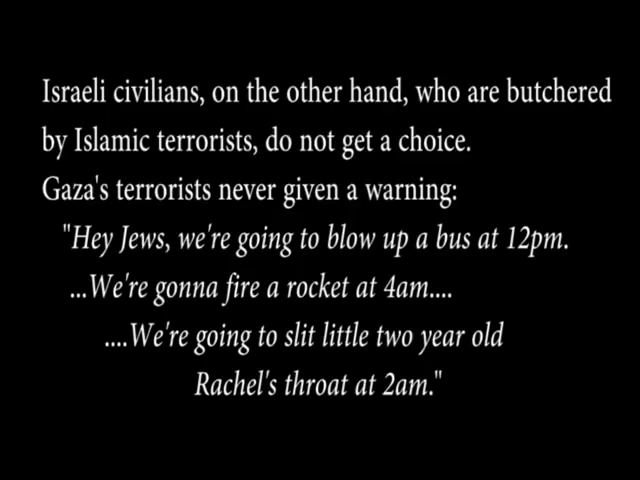 Israeli civilians, on the other hand, who are butchered
by Islamic terrorists, do not get a choice.
Gaza's terrorists never given a warning:
"Hey Jews, we're going to blow up a bus at 12pm.
...We're gonna fire a rocket at 4am....
....We're going to slit little two year old
Rachel's throat at 2am."